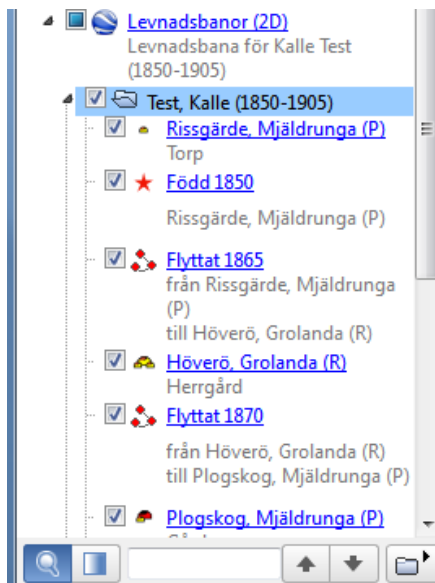 Levnadsbanor (2D)
Levnadsbana för Kalle Test
(1850-1905)
Test, Kalle (1850-1905)
Rissgärde, Mjäldrunga (P)
Torp
Född 1850
Rissgärde, Mjäldrunga (P)
Flyttat 1865
från Rissgärde, Mjäldrunga
(P)
till Höverö, Grolanda (R)
Höverö, Grolanda (R)
Herrgård
Flyttat 1870
från Höverö, Grolanda (R)
till Plogskog, Mjäldrunga (P)
Plogskog, Mjäldrunga (P)